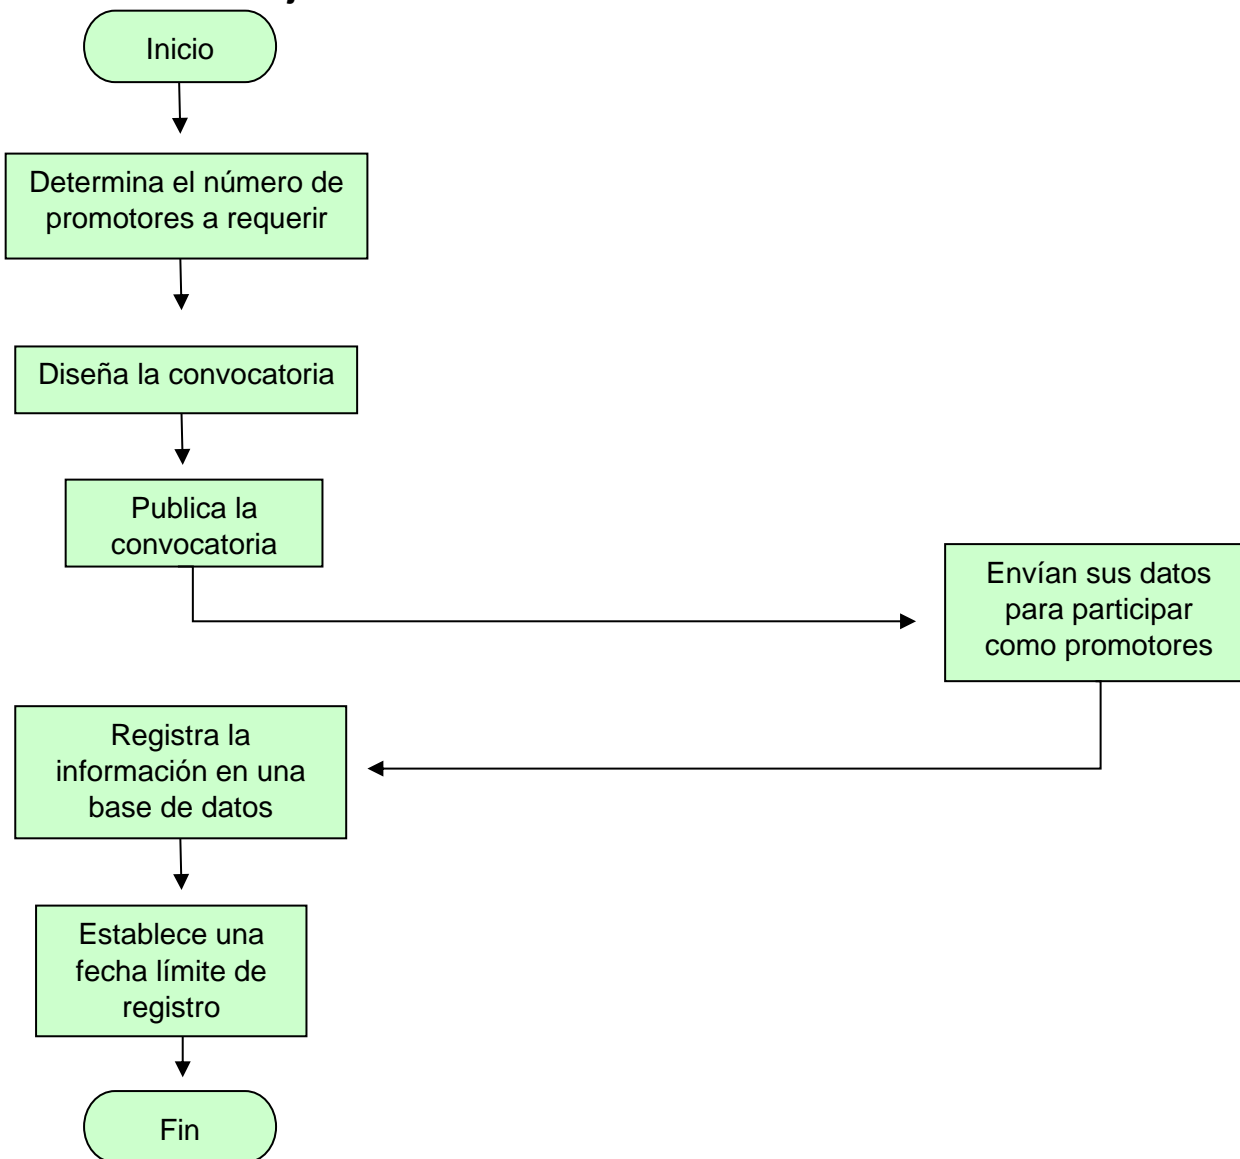 Inicio
Determina el número de
promotores a requerir
Diseña la convocatoria
Publica la
convocatoria
Envían sus datos
para participar
como promotores
Registra la
información en una
base de datos
Establece una
fecha límite de
registro
Fin